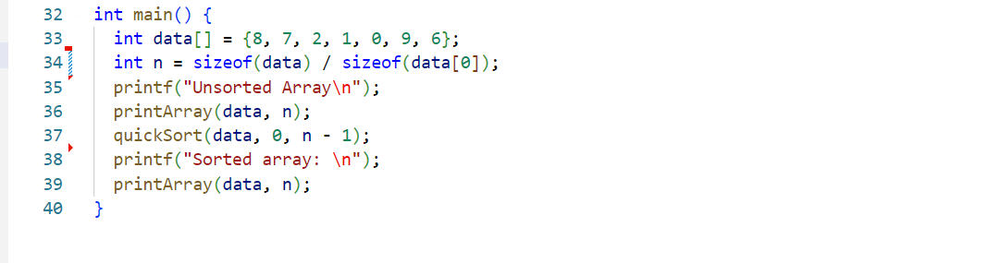 32 int main() {
33 int data[] = {8, 7, 2, 1, 0, 9, 6};
34 int n = sizeof(data) / sizeof(data[0]);
35 printf("Unsorted Array\n");
36 printArray(data, n);
37 quickSort(data, 0, n - 1);
38 printf("Sorted array: \n");
39 printArray(data, n);
40 }